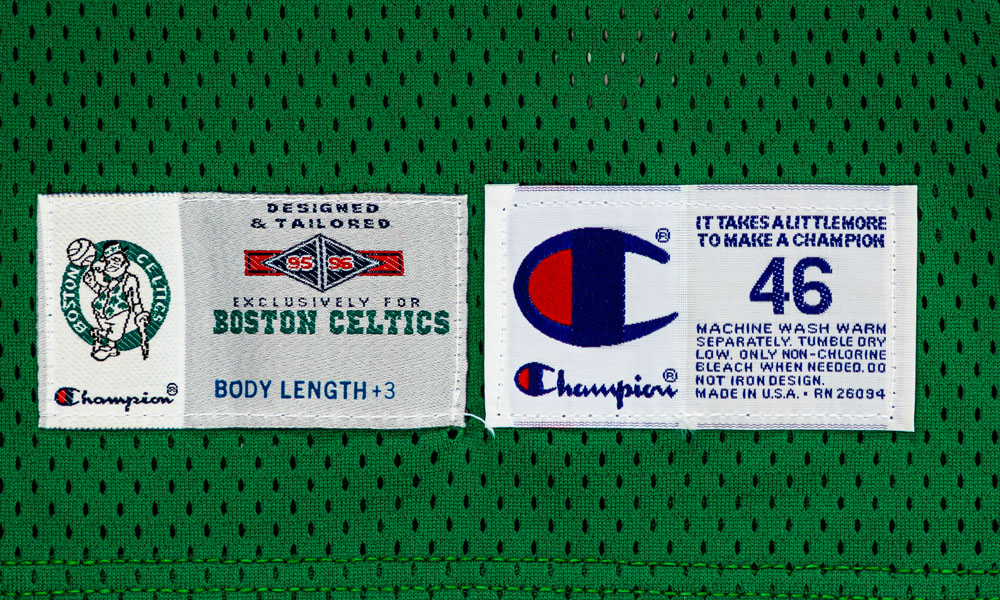 DESIGNED
& TAILORED
95 96
EXCLUSIVELY FOR
BOSTON CELTICS
BODY LENGTH +3
BOSTON CELTICS
Champion®
®
Champion®
IT TAKES A LITTLE MORE
TO MAKE A CHAMPION
46
MACHINE WASH WARM
SEPARATELY. TUMBLE DRY
LOW. ONLY NON-CHLORINE
BLEACH WHEN NEEDED. DO
NOT IRON DESIGN.
MADE IN U.S.A. • RN 26094